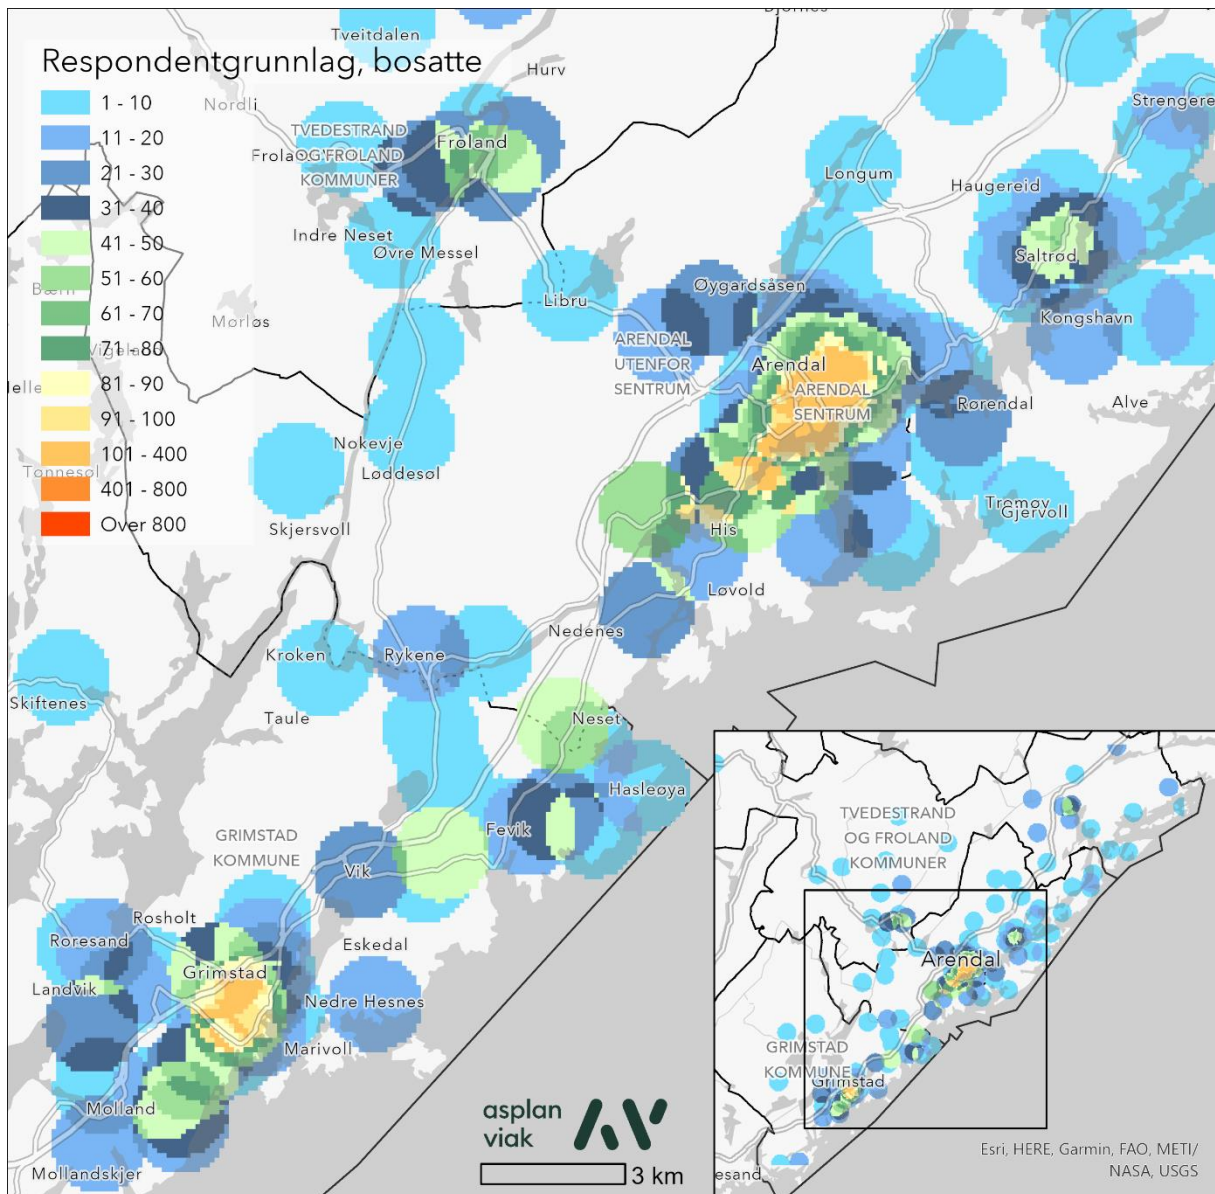 Bjørnes
Tveitdalen
Respondentgrunnlag, bosatte
Hurv
1 - 10
11 - 20
21 - 30
31 - 40
41 - 50
51 - 60
61 - 70
71 - 80
81 - 90
91 - 100
101 - 400
401 - 800
Over 800
Nordli
Strengere
TVEDESTRAND
OG FROLAND
KOMMUNER
Froland
Longum
Haugereid
Indre Neset
Øvre Messel
Saltrød
Bærn
Øygardsåsen
Libru
Mørløs
Kongshavn
ARENDAL
UTENFOR
SENTRUM
Arendal
ARENDAL
SENTRUM
Rørendal
Alve
Nokevje
Tønnesøl
Løddesøl
Skjersvoll
His
Tromøy
Gjervoll
Løvold
Nedenes
Kroken
Rykene
Skiftenes
Taule
Neset
Hasleøya
Fevik
GRIMSTAD
KOMMUNE
Vik
Rosholt
Roresand
Eskedal
Grimstad
Landvik
Nedre Hesnes
Marivoll
Molland
Mollandskjer
asplan
viak
3 km
TVEDESTRAND
OG FROLAND
KOMMUNER
Arendal
GRIMSTAD
KOMMUNE
Grimstad
esand
Esri, HERE, Garmin, FAO, METI/
NASA, USGS